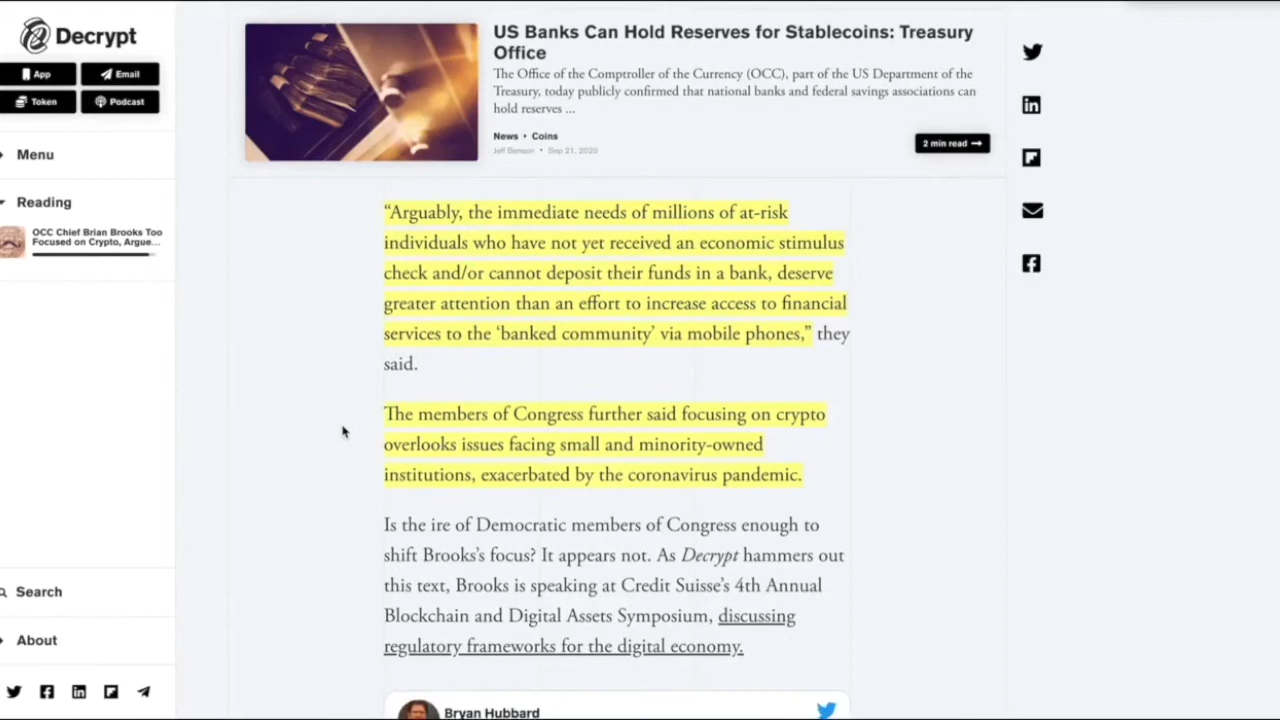 Decrypt
App
Email
Token
Podcast
Menu
Reading
OCC Chief Brian Brooks Too
Focused on Crypto, Argue...
Search
About
US Banks Can Hold Reserves for Stablecoins: Treasury
Office
The Office of the Comptroller of the Currency (OCC), part of the US Department of the
Treasury, today publicly confirmed that national banks and federal savings associations can
hold reserves ...
News • Coins
Jeff Benson • Sep 21, 2020
2 min read
“Arguably, the immediate needs of millions of at-risk
individuals who have not yet received an economic stimulus
check and/or cannot deposit their funds in a bank, deserve
greater attention than an effort to increase access to financial
services to the ‘banked community’ via mobile phones,” they
said.
The members of Congress further said focusing on crypto
overlooks issues facing small and minority-owned
institutions, exacerbated by the coronavirus pandemic.
Is the ire of Democratic members of Congress enough to
shift Brooks’s focus? It appears not. As Decrypt hammers out
this text, Brooks is speaking at Credit Suisse’s 4th Annual
Blockchain and Digital Assets Symposium, discussing
regulatory frameworks for the digital economy.
Bryan Hubbard